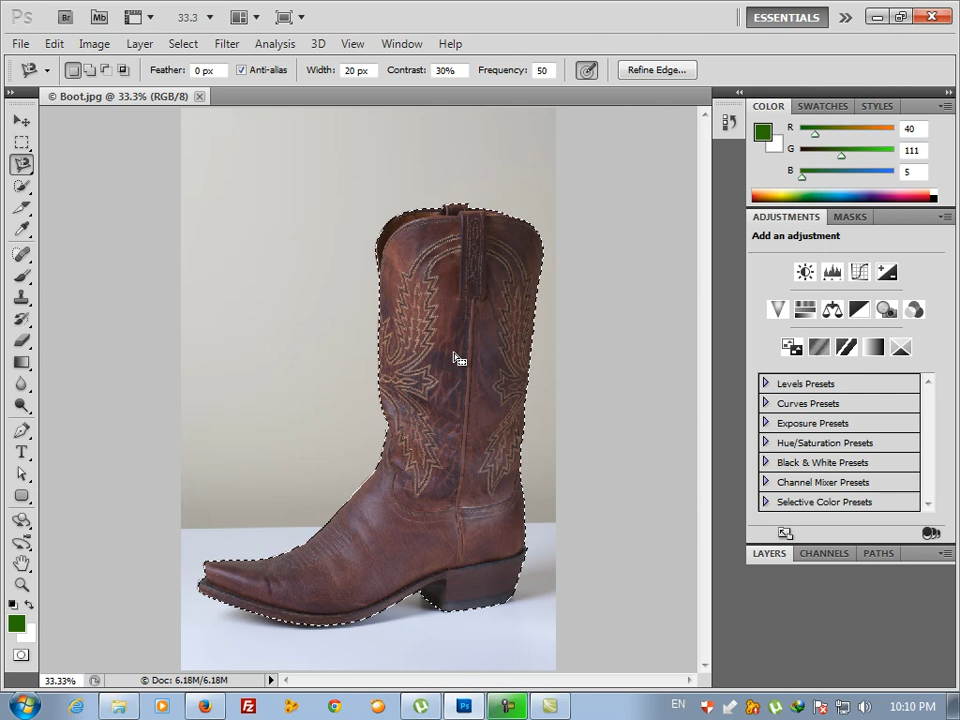 Ps Br Mb 33.3 ESSENTIALS
File Edit Image Layer Select Filter Analysis 3D View Window Help
Feather: 0 px Anti-alias Width: 20 px Contrast: 30% Frequency: 50 Refine Edge...
© Boot.jpg @ 33.3% (RGB/8)
COLOR SWATCHES STYLES
R 40
G 111
B 5
ADJUSTMENTS MASKS
Add an adjustment
Levels Presets
Curves Presets
Exposure Presets
Hue/Saturation Presets
Black & White Presets
Channel Mixer Presets
Selective Color Presets
LAYERS CHANNELS PATHS
33.33% © Doc: 6.18M/6.18M
Fz Ps EN 10:10 PM